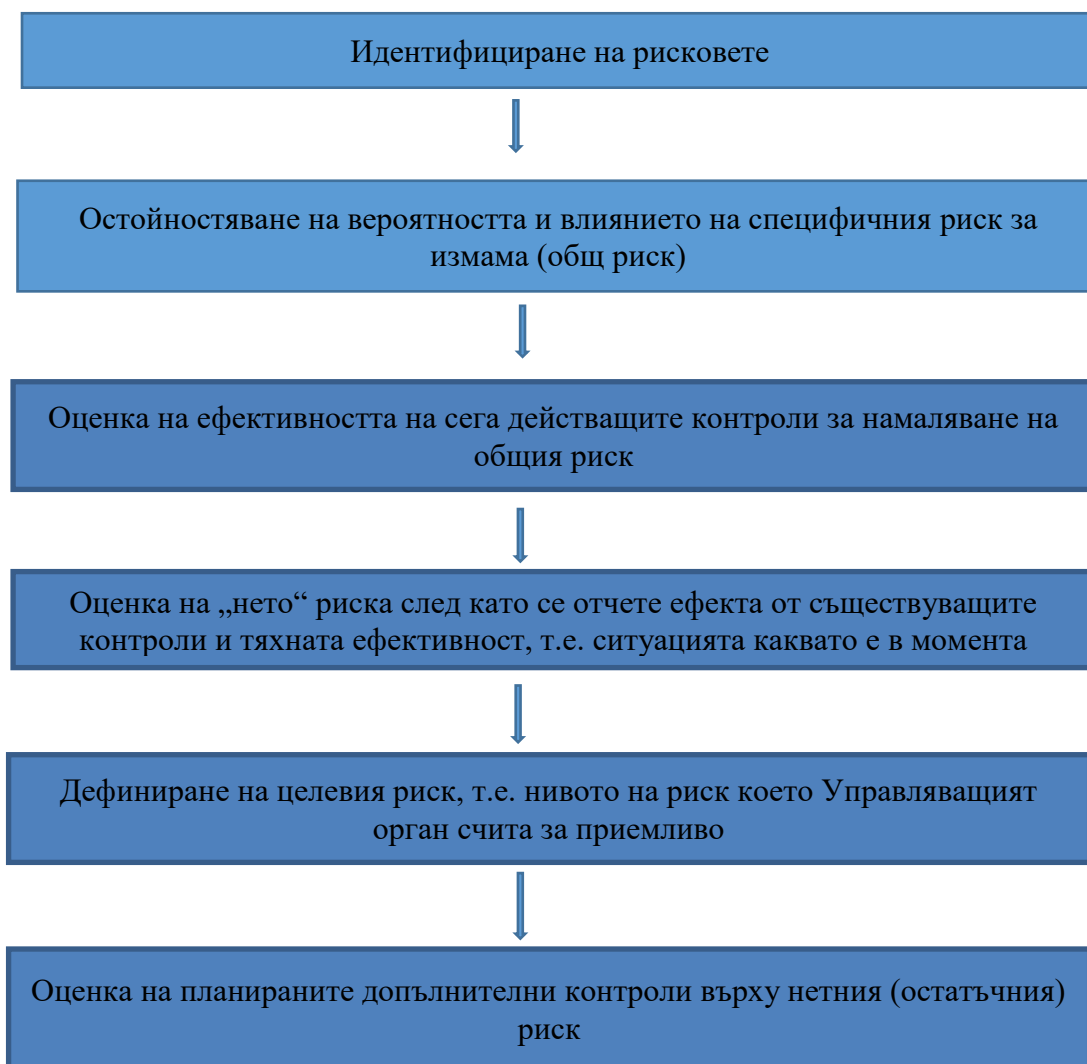 Идентифициране на рисковете
Остойностяване на вероятността и влиянието на специфичния риск за
измама (общ риск)
Оценка на ефективността на сега действащите контроли за намаляване на
общия риск
Оценка на „нето“ риска след като се отчете ефекта от съществуващите
контроли и тяхната ефективност, т.е. ситуацията каквато е в момента
Дефиниране на целевия риск, т.е. нивото на риск което Управляващият
орган счита за приемливо
Оценка на планираните допълнителни контроли върху нетния (остатъчния)
риск